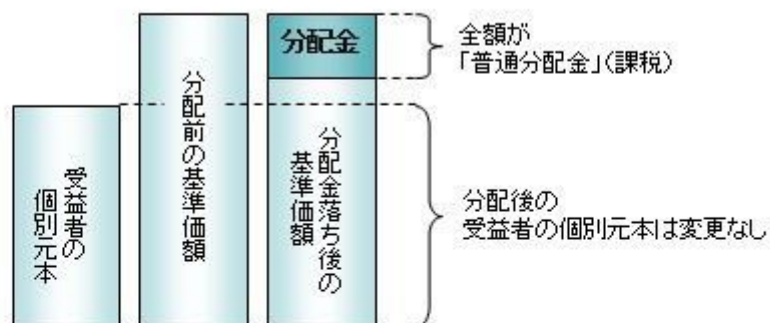 受益者の
個別元本
分配前の基準価額
分配金
分配金落ち後の
基準価額
全額が
「普通分配金」(課税)
分配後の
受益者の個別元本は変更なし